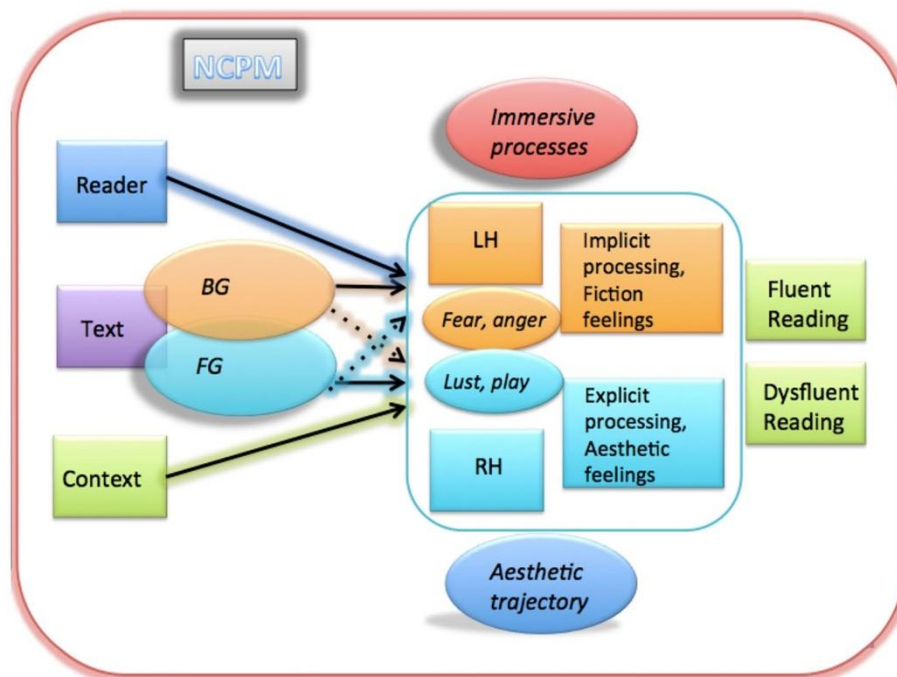 NCPM
Immersive
processes
Reader
LH
Implicit
processing,
Fiction
feelings
BG
Fear, anger
Fluent
Reading
Text
FG
Lust, play
Explicit
processing,
Aesthetic
feelings
Dysfluent
Reading
Context
RH
Aesthetic
trajectory